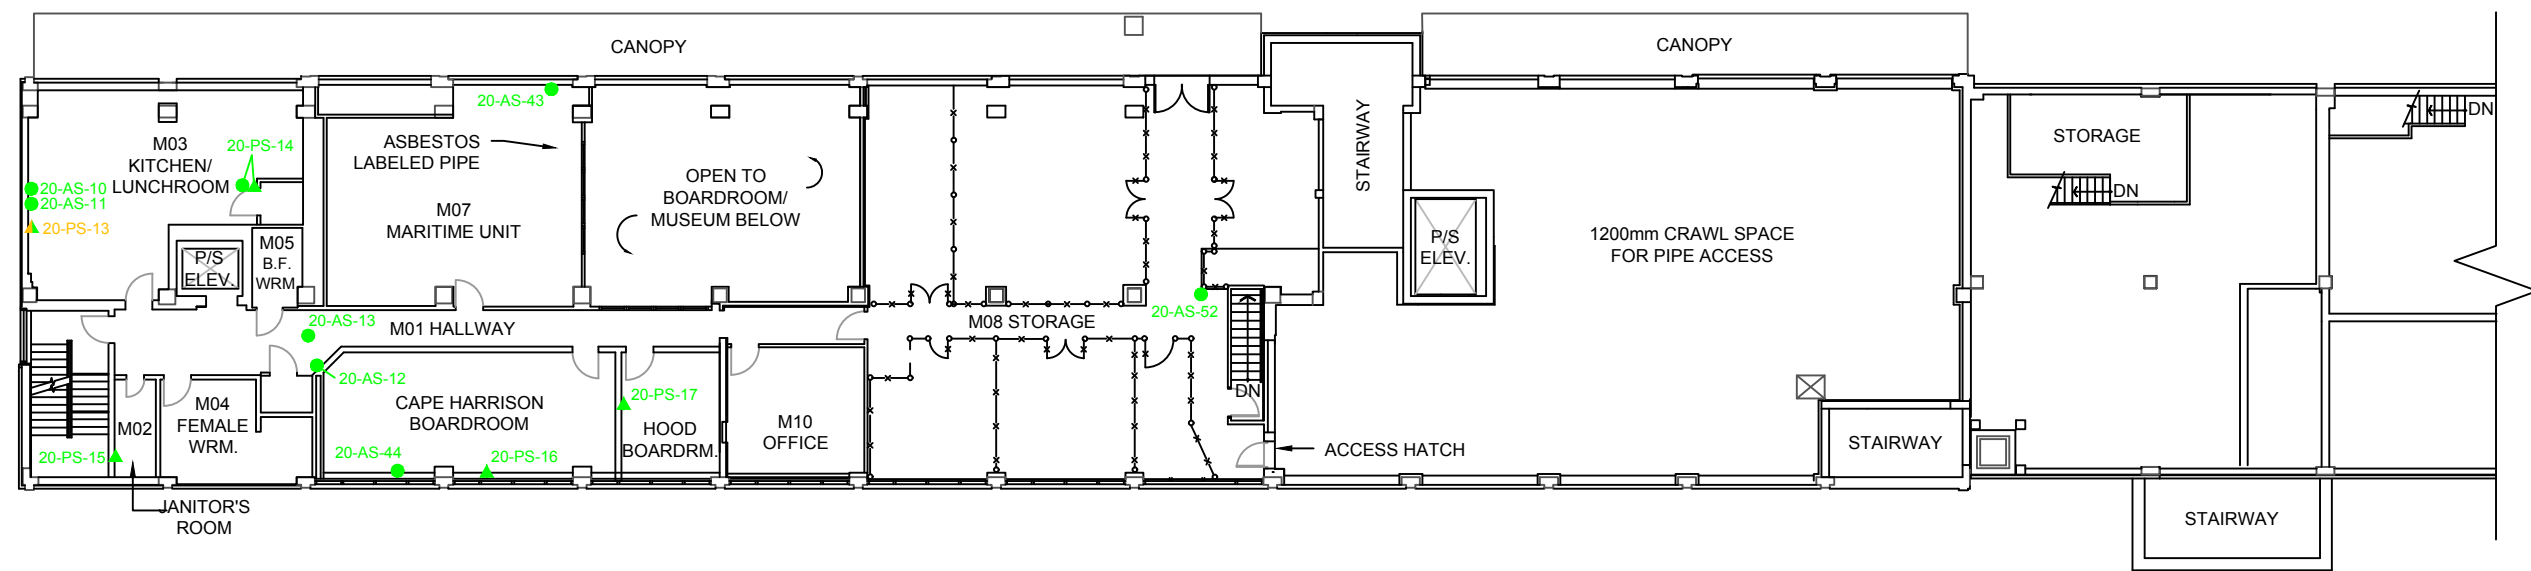 CANOPY
CANOPY
20-AS-43
M03
KITCHEN/
LUNCHROOM
20-PS-14
20-AS-10
20-AS-11
20-PS-13
ASBESTOS
LABELED PIPE
M07
MARITIME UNIT
OPEN TO
BOARDROOM/
MUSEUM BELOW
STAIRWAY
P/S
ELEV.
M05
B.F.
WRM
P/S
ELEV.
1200mm CRAWL SPACE
FOR PIPE ACCESS
STORAGE
DN
DN
20-AS-13
M01 HALLWAY
M08 STORAGE
20-AS-52
20-AS-12
DN
M02
M04
FEMALE
WRM.
CAPE HARRISON
BOARDROOM
20-PS-17
HOOD
BOARDRM.
M10
OFFICE
20-PS-15
20-AS-44
20-PS-16
ACCESS HATCH
STAIRWAY
JANITOR'S
ROOM
STAIRWAY